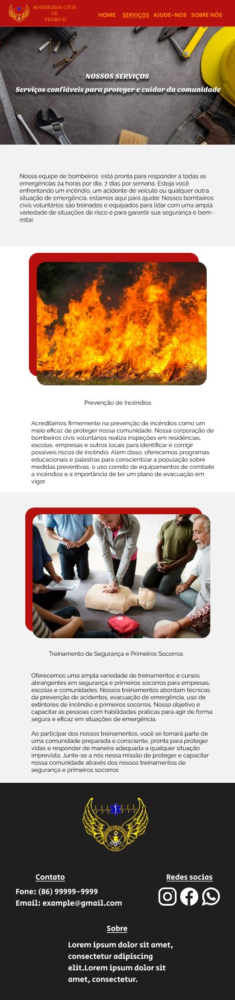 BOMBEIROS CÍVIS
DE
PEDRO II
HOME SERVIÇOS AJUDE-NOS SOBRE NÓS
NOSSOS SERVIÇOS
Serviços confiáveis para proteger e cuidar da comunidade
Nossa equipe de bombeiros está pronta para responder a todas as
emergências 24 horas por dia, 7 dias por semana. Esteja você
enfrentando um incêndio, um acidente de veículo ou qualquer outra
situação de emergência, estamos aqui para ajudar. Nossos bombeiros
civis voluntários são treinados e equipados para lidar com uma ampla
variedade de situações de risco e para garantir sua segurança e bem-
estar.
Prevenção de Incêndios
Acreditamos firmemente na prevenção de incêndios como um
meio eficaz de proteger nossa comunidade. Nossa corporação de
bombeiros civis voluntários realiza inspeções em residências,
escolas, empresas e outros locais para identificar e corrigir
possíveis riscos de incêndio. Além disso, oferecemos programas
educacionais e palestras para conscientizar a população sobre
medidas preventivas, o uso correto de equipamentos de combate
a incêndios e a importância de ter um plano de evacuação em
vigor.
Treinamento de Segurança e Primeiros Socorros
Oferecemos uma ampla variedade de treinamentos e cursos
abrangentes em segurança e primeiros socorros para empresas,
escolas e comunidades. Nossos treinamentos abordam técnicas
de prevenção de acidentes, evacuação de emergência, uso de
extintores de incêndio e primeiros socorros. Nosso objetivo é
capacitar as pessoas com habilidades práticas para agir de forma
segura e eficaz em situações de emergência.
Ao participar dos nossos treinamentos, você se tornará parte de
uma comunidade preparada e consciente, pronta para proteger
vidas e responder de maneira adequada a qualquer situação
imprevista. Junte-se a nós nessa missão de proteger e capacitar
nossa comunidade através dos nossos treinamentos de
segurança e primeiros socorros
BOMBEIRO PROFISSIONAL
CIVIL
Contato
Fone: (86) 99999-9999
Email: example@gmail.com
Redes socias
Sobre
Lorem ipsum dolor sit amet,
consectetur adipiscing
elit.Lorem ipsum dolor sit
amet, consectetur.